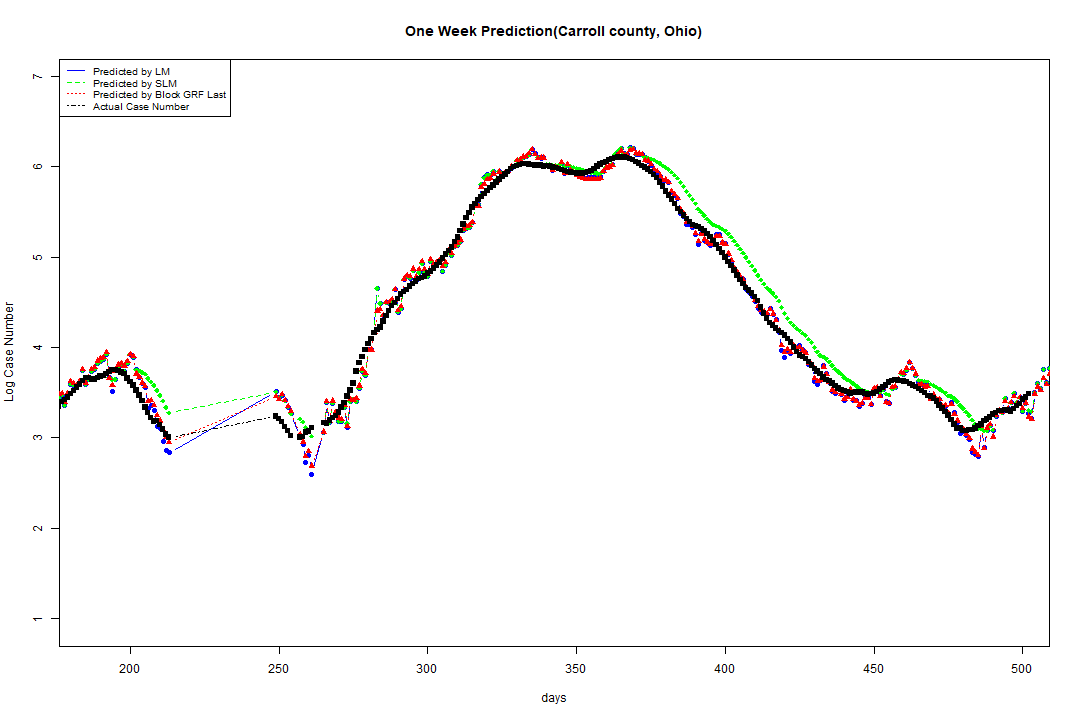 One Week Prediction(Carroll county, Ohio)
Predicted by LM
Predicted by SLM
Predicted by Block GRF Last
Actual Case Number
7
6
5
4
3
2
1
Log Case Number
200 250 300 350 400 450 500
days